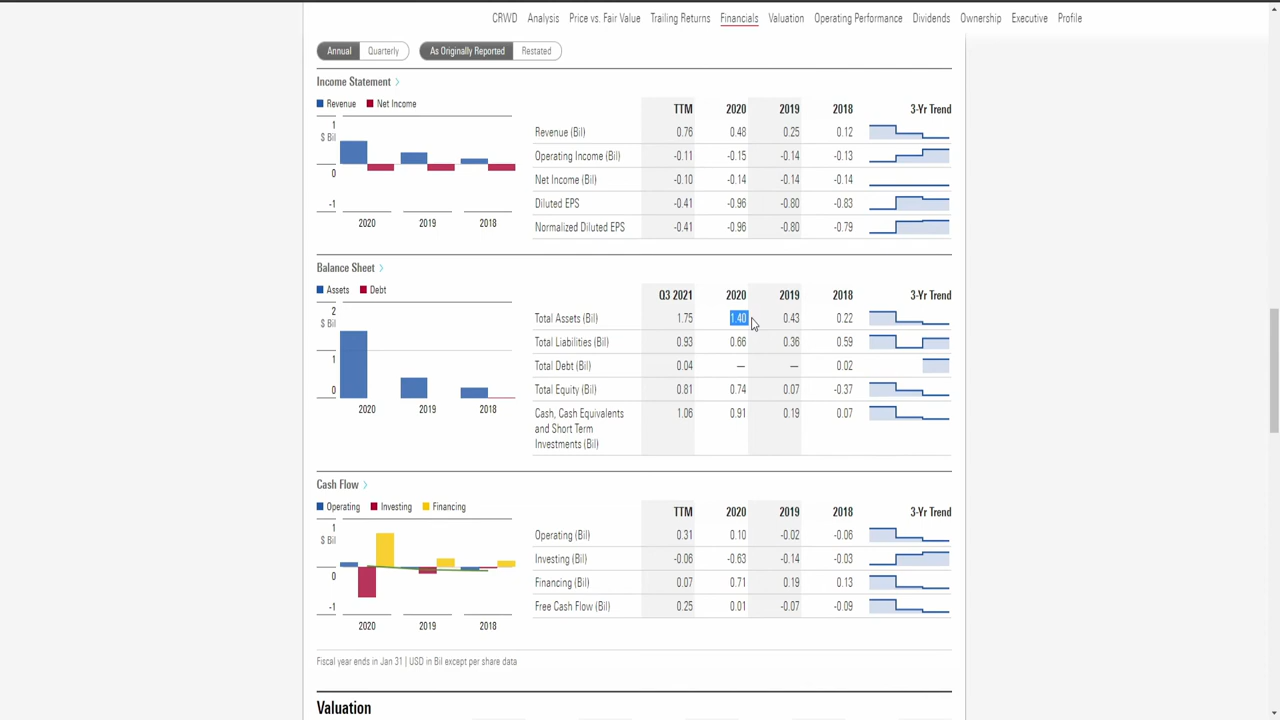 CRWD Analysis Price vs. Fair Value Trailing Returns Financials Valuation Operating Performance Dividends Ownership Executive Profile
Annual Quarterly As Originally Reported Restated
Income Statement
Revenue Net Income
1
$ Bil
0
-1
2020 2019 2018
TTM 2020 2019 2018 3-Yr Trend
Revenue (Bil) 0.76 0.48 0.25 0.12
Operating Income (Bil) -0.11 -0.15 -0.14 -0.13
Net Income (Bil) -0.10 -0.14 -0.14 -0.14
Diluted EPS -0.41 -0.96 -0.80 -0.83
Normalized Diluted EPS -0.41 -0.96 -0.80 -0.79
Balance Sheet
Assets Debt
2
$ Bil
1
0
2020 2019 2018
Q3 2021 2020 2019 2018 3-Yr Trend
Total Assets (Bil) 1.75 1.40 0.43 0.22
Total Liabilities (Bil) 0.93 0.66 0.36 0.59
Total Debt (Bil) 0.04 — — 0.02
Total Equity (Bil) 0.81 0.74 0.07 -0.37
Cash, Cash Equivalents 1.06 0.91 0.19 0.07
and Short Term
Investments (Bil)
Cash Flow
Operating Investing Financing
1
$ Bil
0
-1
2020 2019 2018
TTM 2020 2019 2018 3-Yr Trend
Operating (Bil) 0.31 0.10 -0.02 -0.06
Investing (Bil) -0.06 -0.63 -0.14 -0.03
Financing (Bil) 0.07 0.71 0.19 0.13
Free Cash Flow (Bil) 0.25 0.01 -0.07 -0.09
Fiscal year ends in Jan 31 | USD in Bil except per share data
Valuation